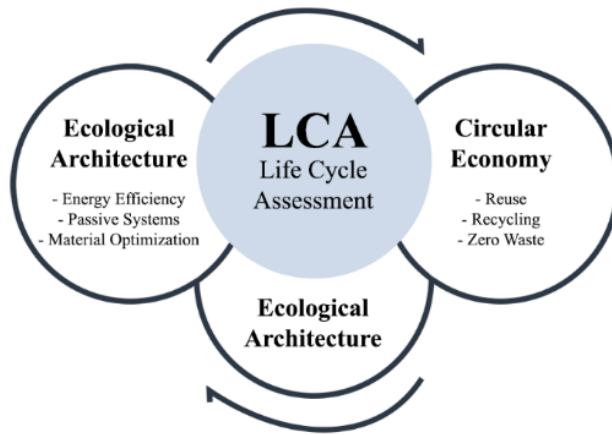 Ecological
Architecture
- Energy Efficiency
- Passive Systems
- Material Optimization
LCA
Life Cycle
Assessment
Circular
Economy
- Reuse
- Recycling
- Zero Waste
Ecological
Architecture